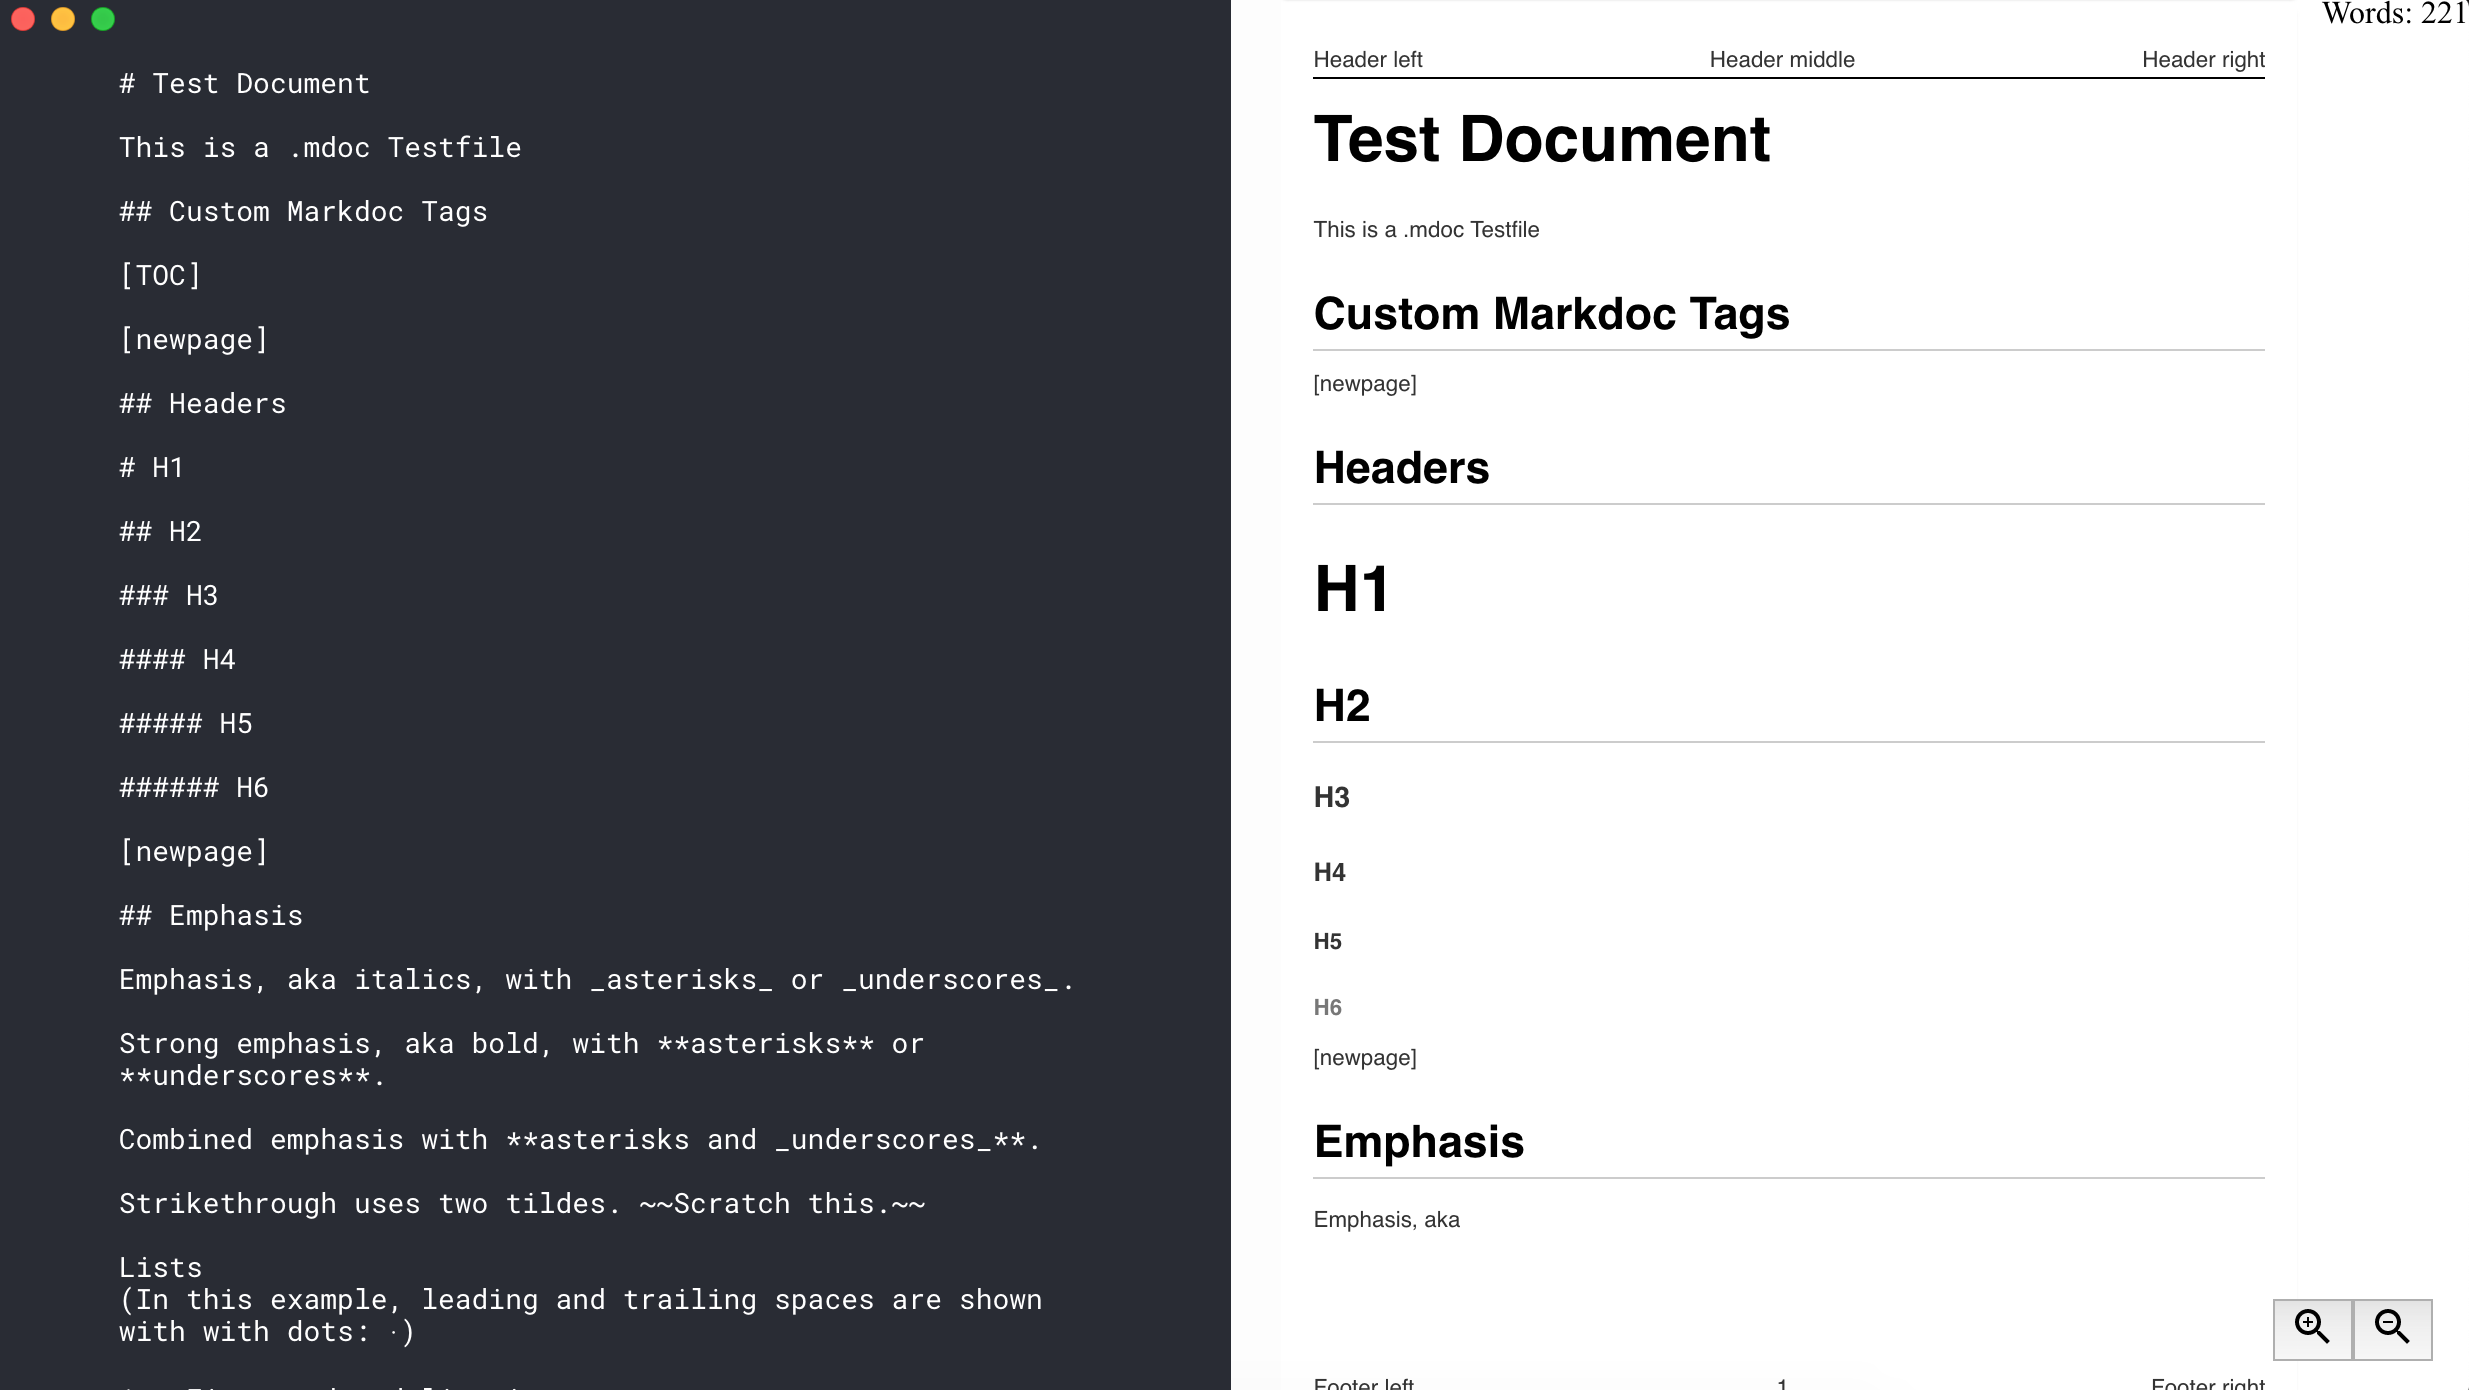 # Test Document
This is a .mdoc Testfile
## Custom Markdoc Tags
[TOC]
[newpage]
## Headers
# H1
## H2
### H3
#### H4
##### H5
###### H6
[newpage]
## Emphasis
Emphasis, aka italics, with _asterisks_ or _underscores_.
Strong emphasis, aka bold, with **asterisks** or
**underscores**.
Combined emphasis with **asterisks and _underscores_**.
Strikethrough uses two tildes. ~~Scratch this.~~
Lists
(In this example, leading and trailing spaces are shown
with with dots: ·)
Words: 221
Header left Header middle Header right
Test Document
This is a .mdoc Testfile
Custom Markdoc Tags
[newpage]
Headers
H1
H2
H3
H4
H5
H6
[newpage]
Emphasis
Emphasis, aka
Footer left 1 Footer right